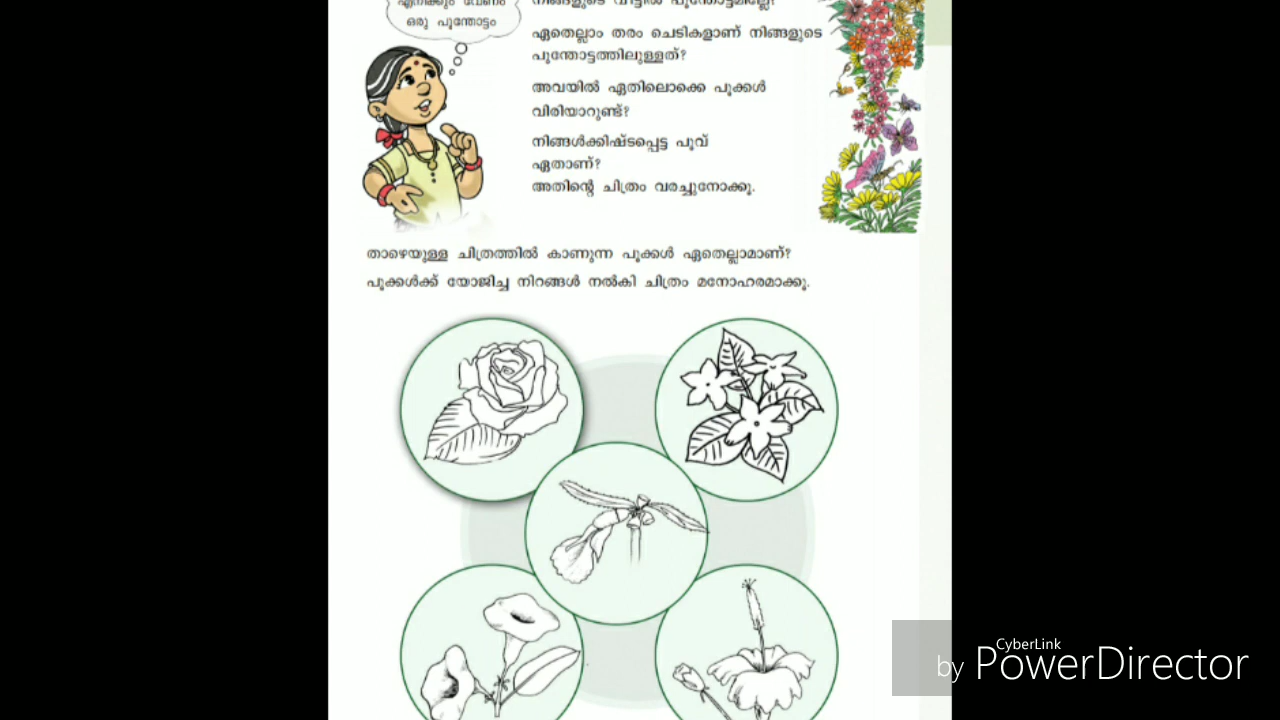 എനിക്കും വേണം
ഒരു പൂന്തോട്ടം
നിങ്ങളുടെ വീട്ടിൽ പൂന്തോട്ടമില്ലേ?
ഏതെല്ലാം തരം ചെടികളാണ് നിങ്ങളുടെ
പൂന്തോട്ടത്തിലുള്ളത്?
അവയിൽ ഏതിലൊക്കെ പൂക്കൾ
വിരിയാറുണ്ട്?
നിങ്ങൾക്കിഷ്ടപ്പെട്ട പൂവ്
ഏതാണ്?
അതിന്റെ ചിത്രം വരച്ചുനോക്കൂ.
താഴെയുള്ള ചിത്രത്തിൽ കാണുന്ന പൂക്കൾ ഏതെല്ലാമാണ്?
പൂക്കൾക്ക് യോജിച്ച നിറങ്ങൾ നൽകി ചിത്രം മനോഹരമാക്കൂ.
CyberLink
by PowerDirector